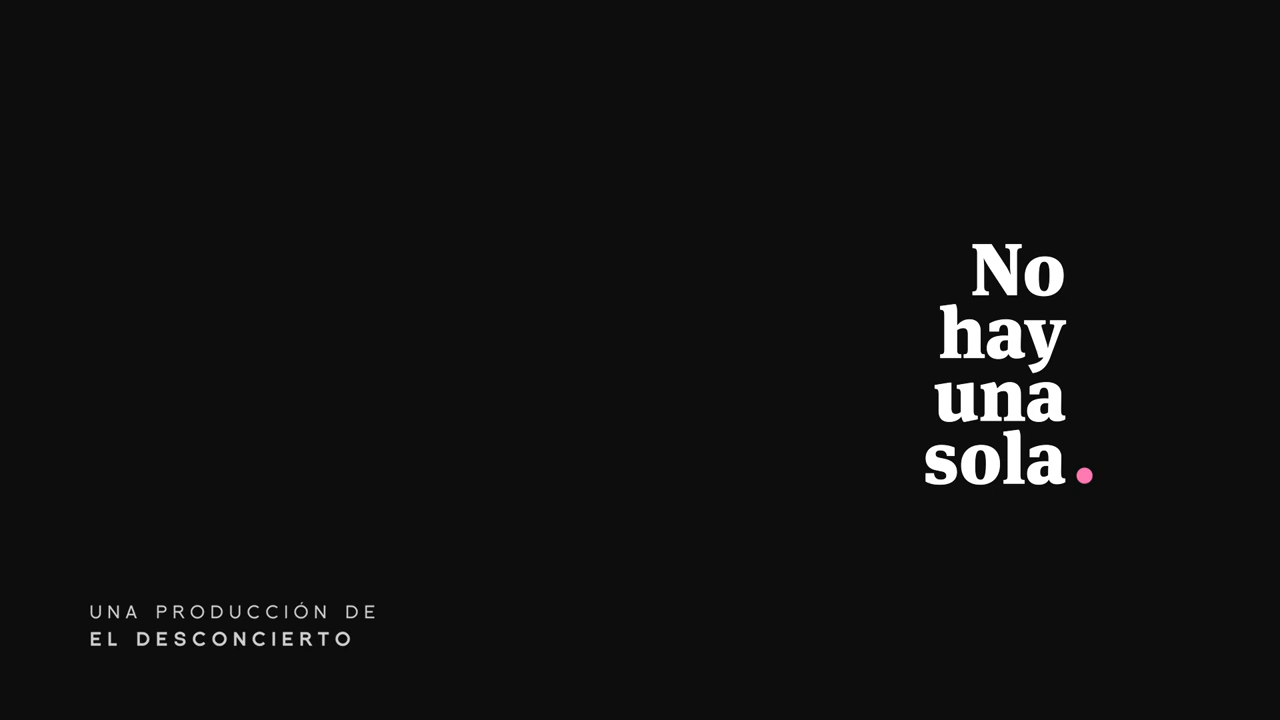 No
hay
una
sola.
UNA PRODUCCIÓN DE
EL DESCONCIERTO